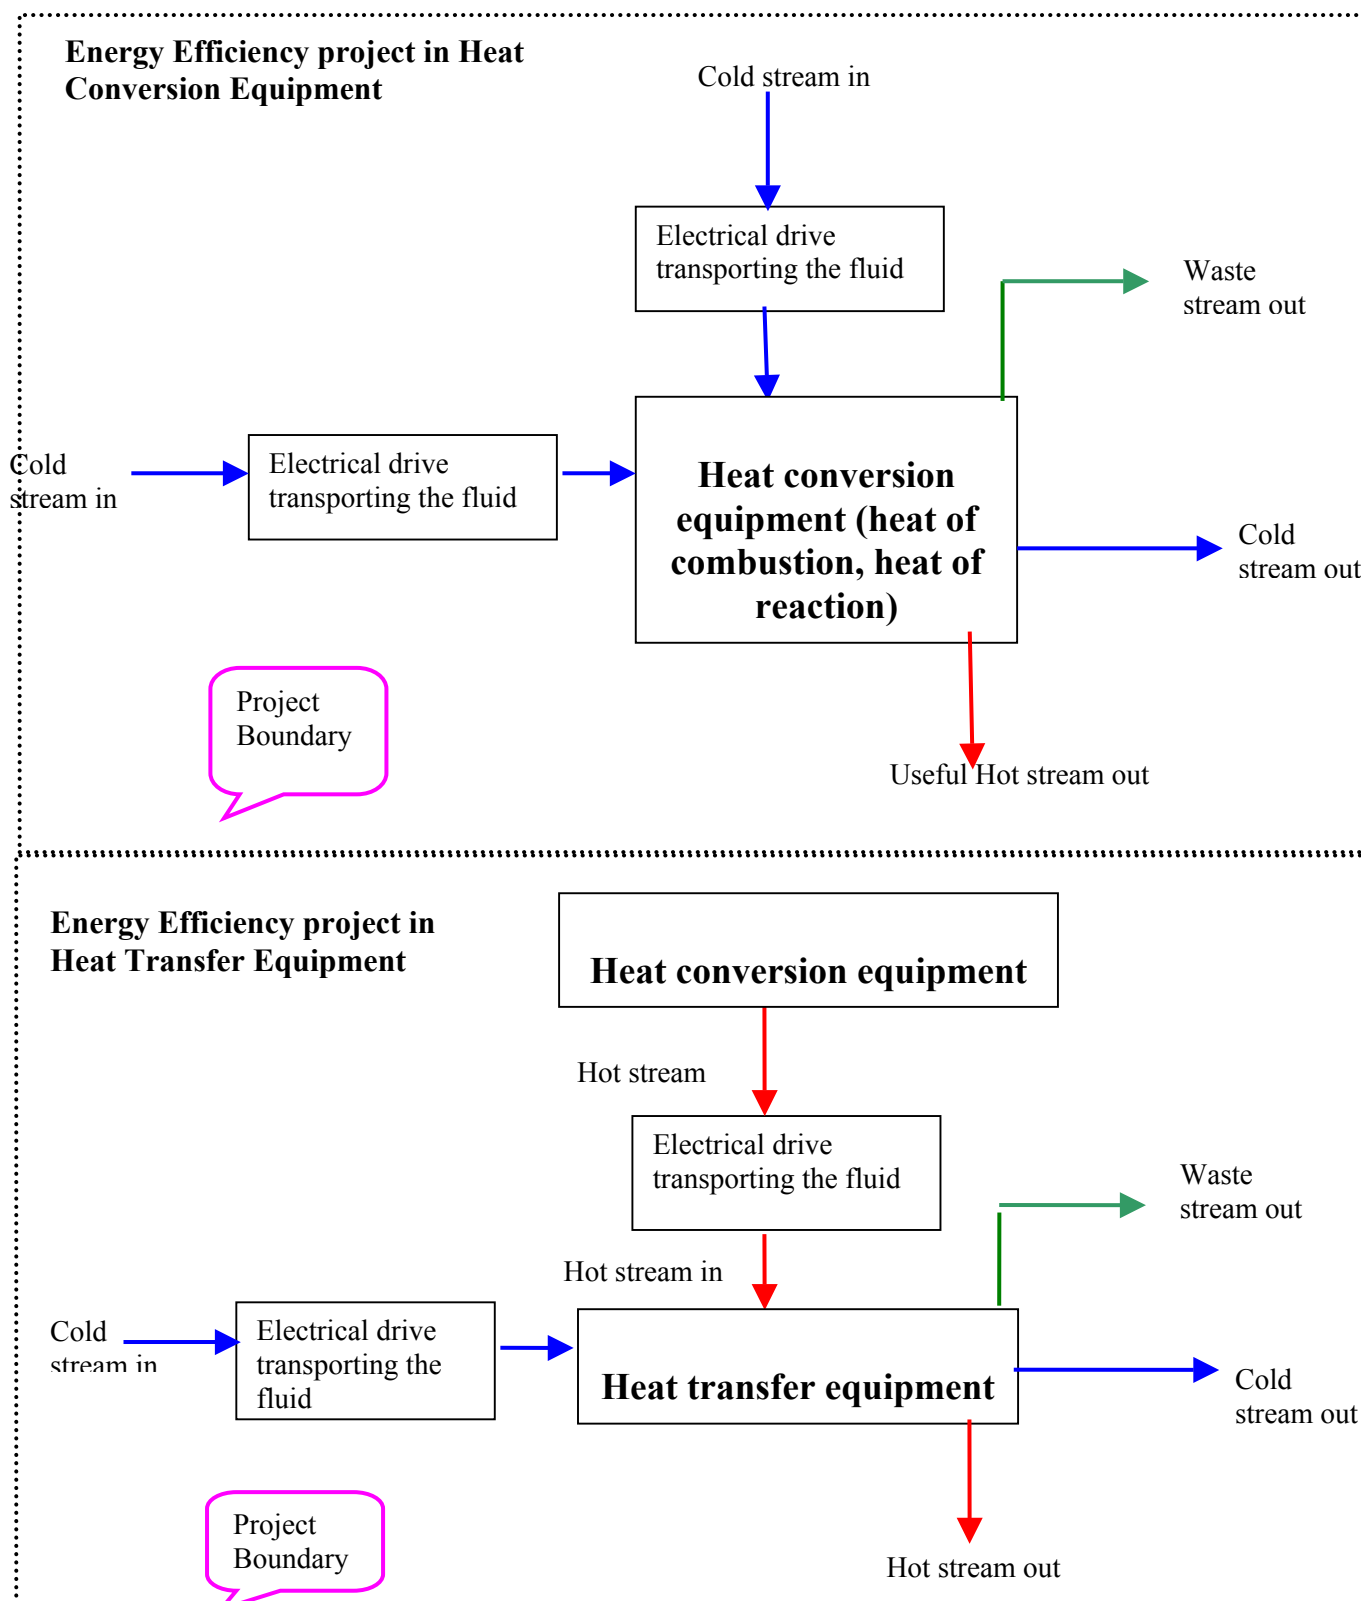 Energy Efficiency project in Heat
Conversion Equipment
Cold stream in
Electrical drive
transporting the fluid
Waste
stream out
Cold
stream in
Electrical drive
transporting the fluid
Heat conversion
equipment (heat of
combustion, heat of
reaction)
Cold
stream out
Project
Boundary
Useful Hot stream out
Energy Efficiency project in
Heat Transfer Equipment
Heat conversion equipment
Hot stream
Electrical drive
transporting the fluid
Waste
stream out
Hot stream in
Cold
stream in
Electrical drive
transporting the
fluid
Heat transfer equipment
Cold
stream out
Project
Boundary
Hot stream out